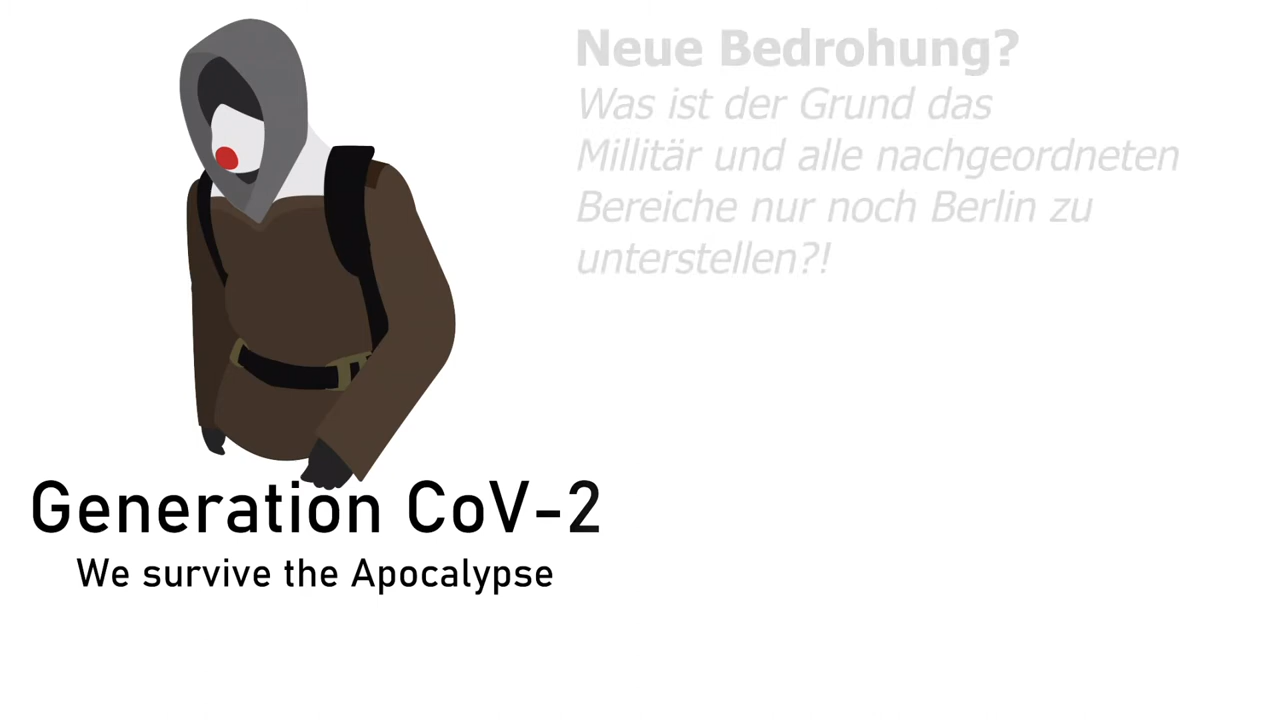 Neue Bedrohung?
Was ist der Grund das
Millitär und alle nachgeordneten
Bereiche nur noch Berlin zu
unterstellen?!
Generation CoV-2
We survive the Apocalypse